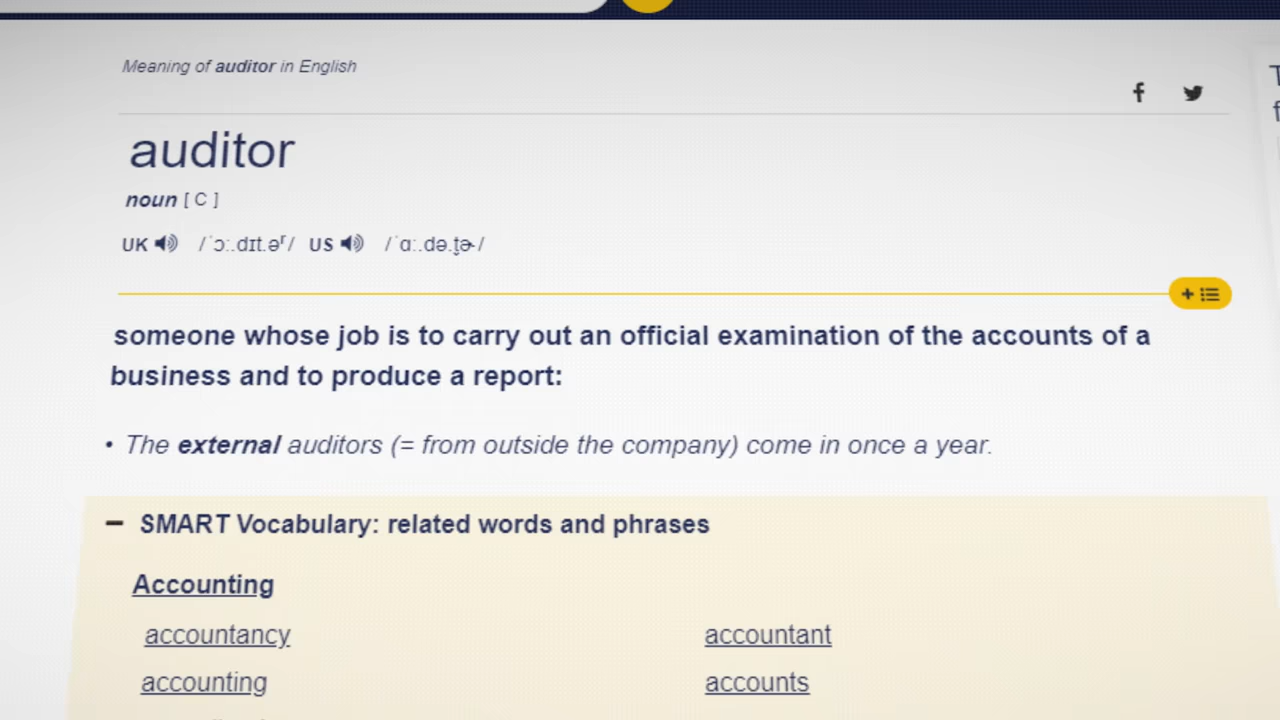 Meaning of auditor in English
auditor
noun [ C ]
UK /ˈɔː.dɪt.əʳ/ US /ˈɑː.də.t̬ɚ/
someone whose job is to carry out an official examination of the accounts of a
business and to produce a report:
• The external auditors (= from outside the company) come in once a year.
SMART Vocabulary: related words and phrases
Accounting
accountancy accountant
accounting accounts